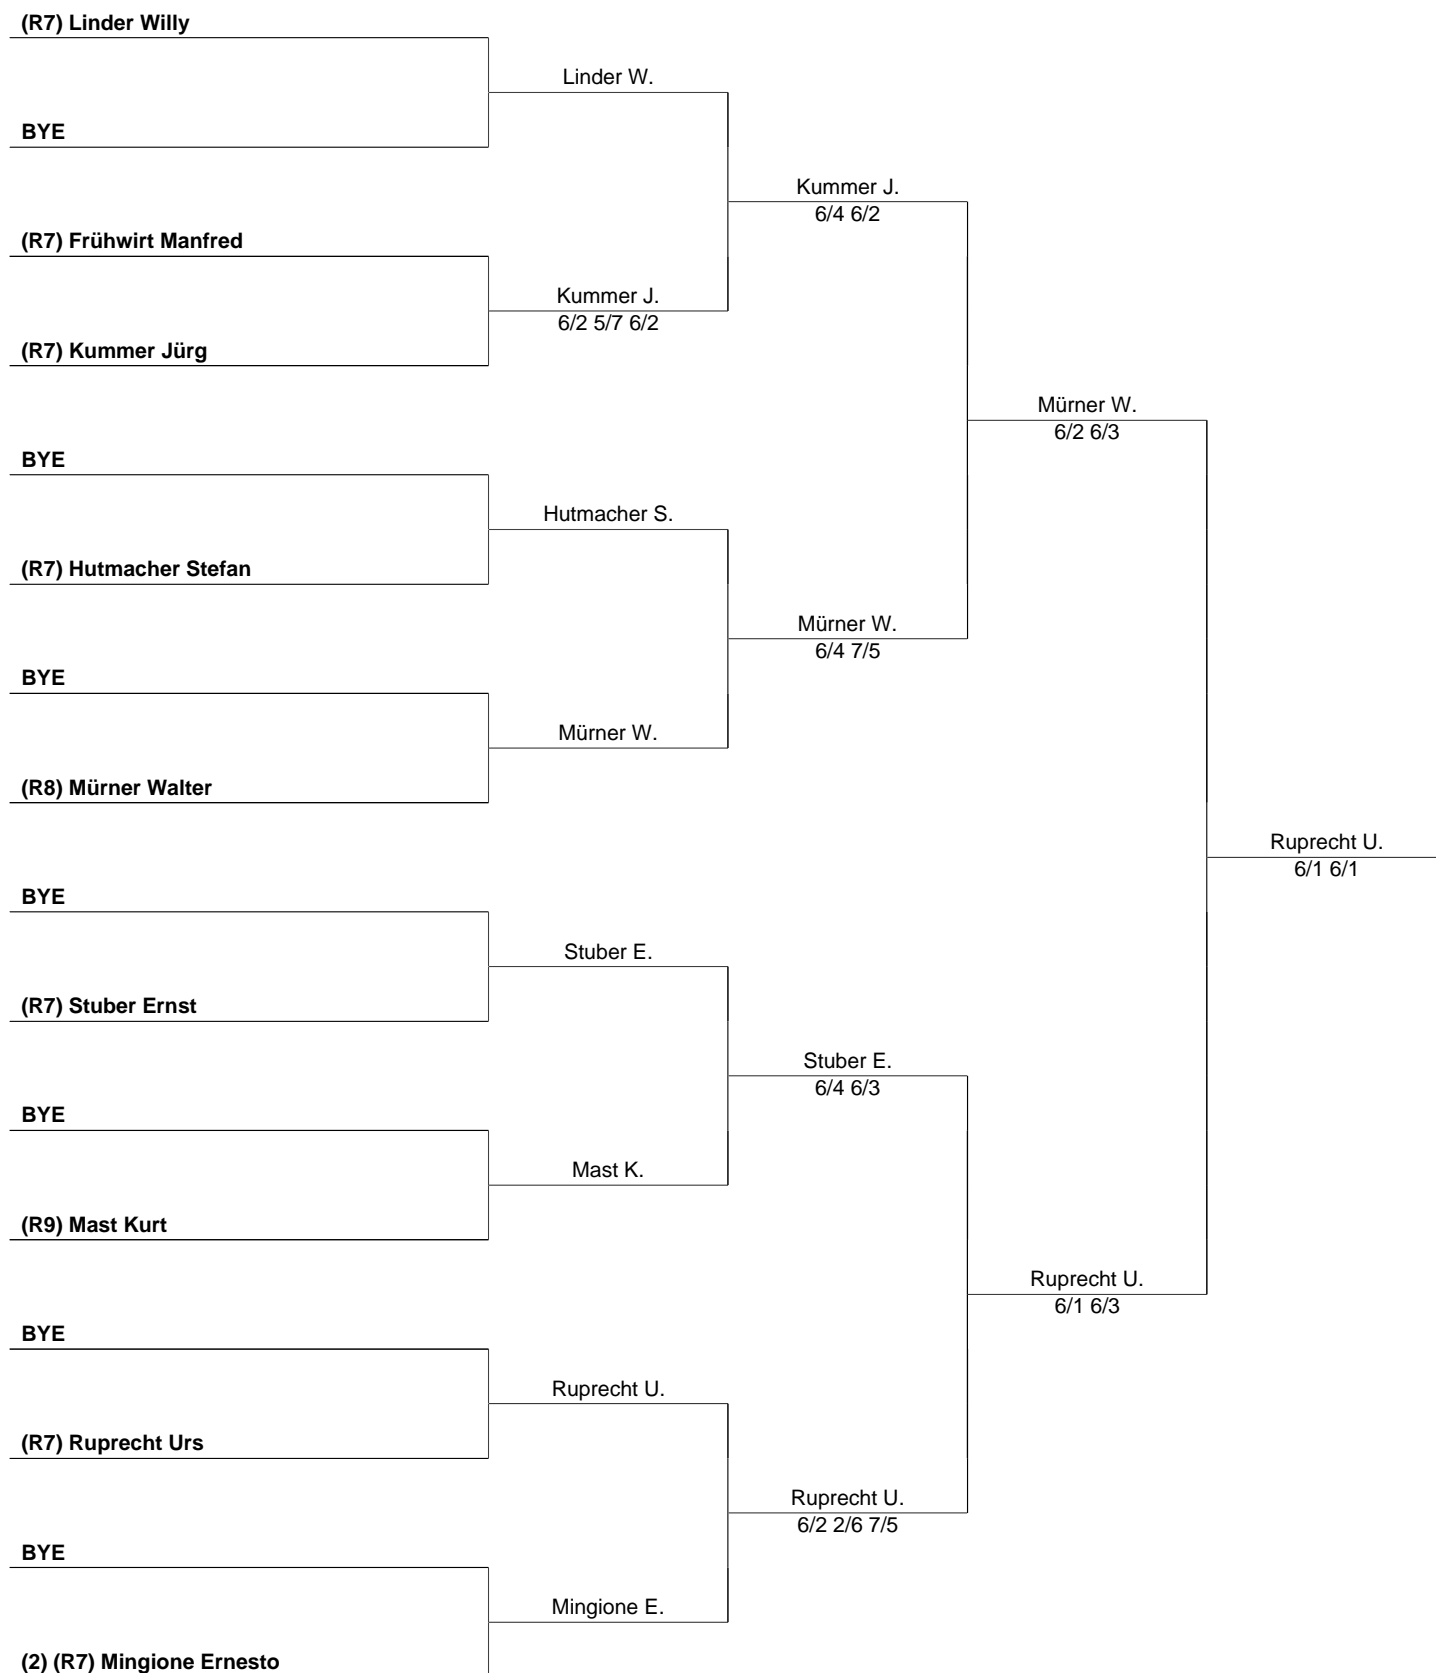 (R7) Linder Willy
Linder W.
BYE
Kummer J.
6/4 6/2
(R7) Frühwirt Manfred
Kummer J.
6/2 5/7 6/2
(R7) Kummer Jürg
Mürner W.
6/2 6/3
BYE
Hutmacher S.
(R7) Hutmacher Stefan
Mürner W.
6/4 7/5
BYE
Mürner W.
(R8) Mürner Walter
Ruprecht U.
6/1 6/1
BYE
Stuber E.
(R7) Stuber Ernst
Stuber E.
6/4 6/3
BYE
Mast K.
(R9) Mast Kurt
Ruprecht U.
6/1 6/3
BYE
Ruprecht U.
(R7) Ruprecht Urs
Ruprecht U.
6/2 2/6 7/5
BYE
Mingione E.
(2) (R7) Mingione Ernesto